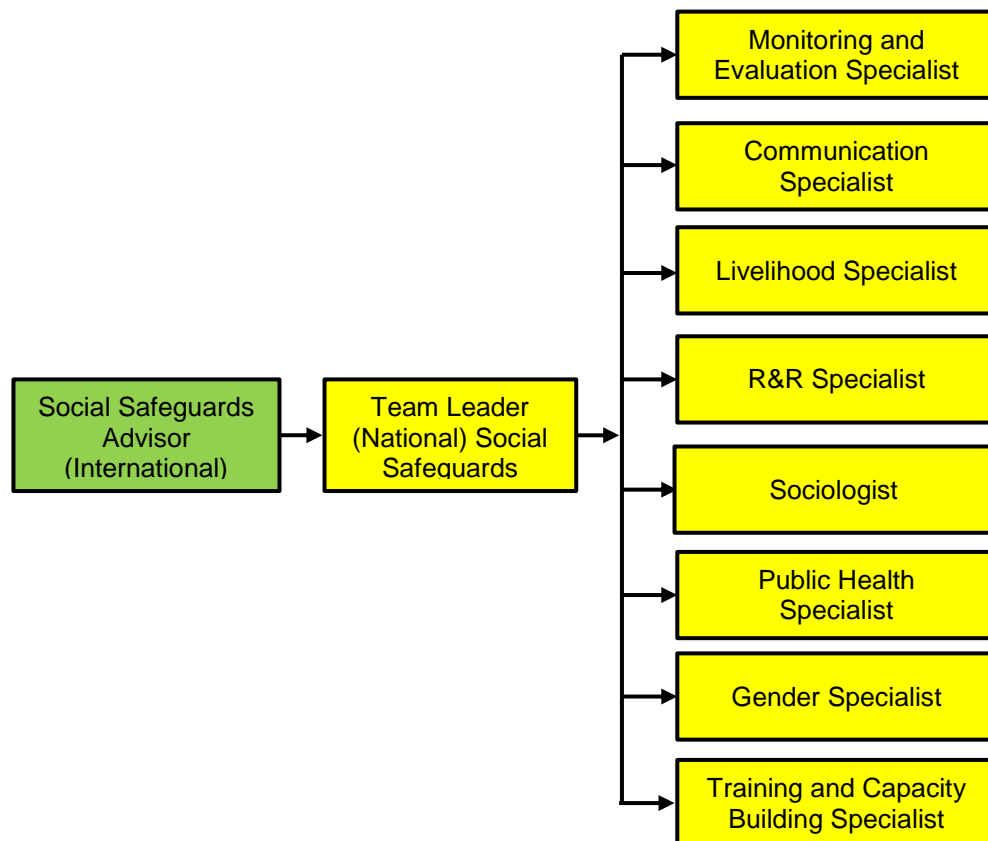 Monitoring and
Evaluation Specialist
Communication
Specialist
Livelihood Specialist
R&R Specialist
Social Safeguards
Advisor
(International)
Team Leader
(National) Social
Safeguards
Sociologist
Public Health
Specialist
Gender Specialist
Training and Capacity
Building Specialist